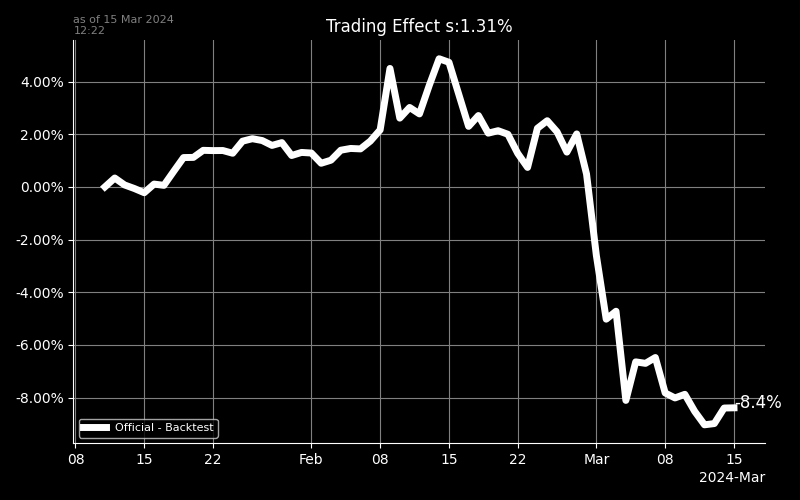 as of 15 Mar 2024
12:22
Trading Effect s:1.31%
4.00%
2.00%
0.00%
-2.00%
-4.00%
-6.00%
-8.00%
-8.4%
Official - Backtest
08 15 22 Feb 08 15 22 Mar 08 15
2024-Mar